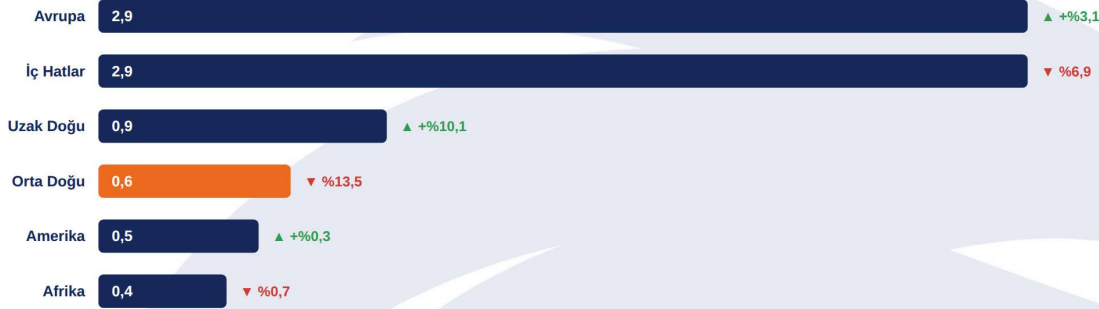 Avrupa 2,9 ▲ +%3,1
İç Hatlar 2,9 ▼ %6,9
Uzak Doğu 0,9 ▲ +%10,1
Orta Doğu 0,6 ▼ %13,5
Amerika 0,5 ▲ +%0,3
Afrika 0,4 ▼ %0,7